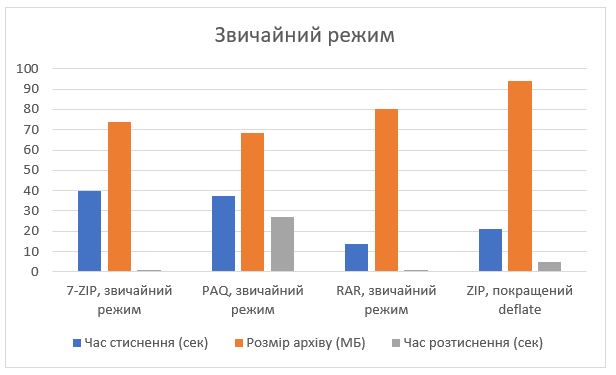 Звичайний режим
100
90
80
70
60
50
40
30
20
10
0
7-ZIP, звичайний режим
PAQ, звичайний режим
RAR, звичайний режим
ZIP, покращений deflate
Час стиснення (сек)
Розмір архіву (МБ)
Час розтиснення (сек)